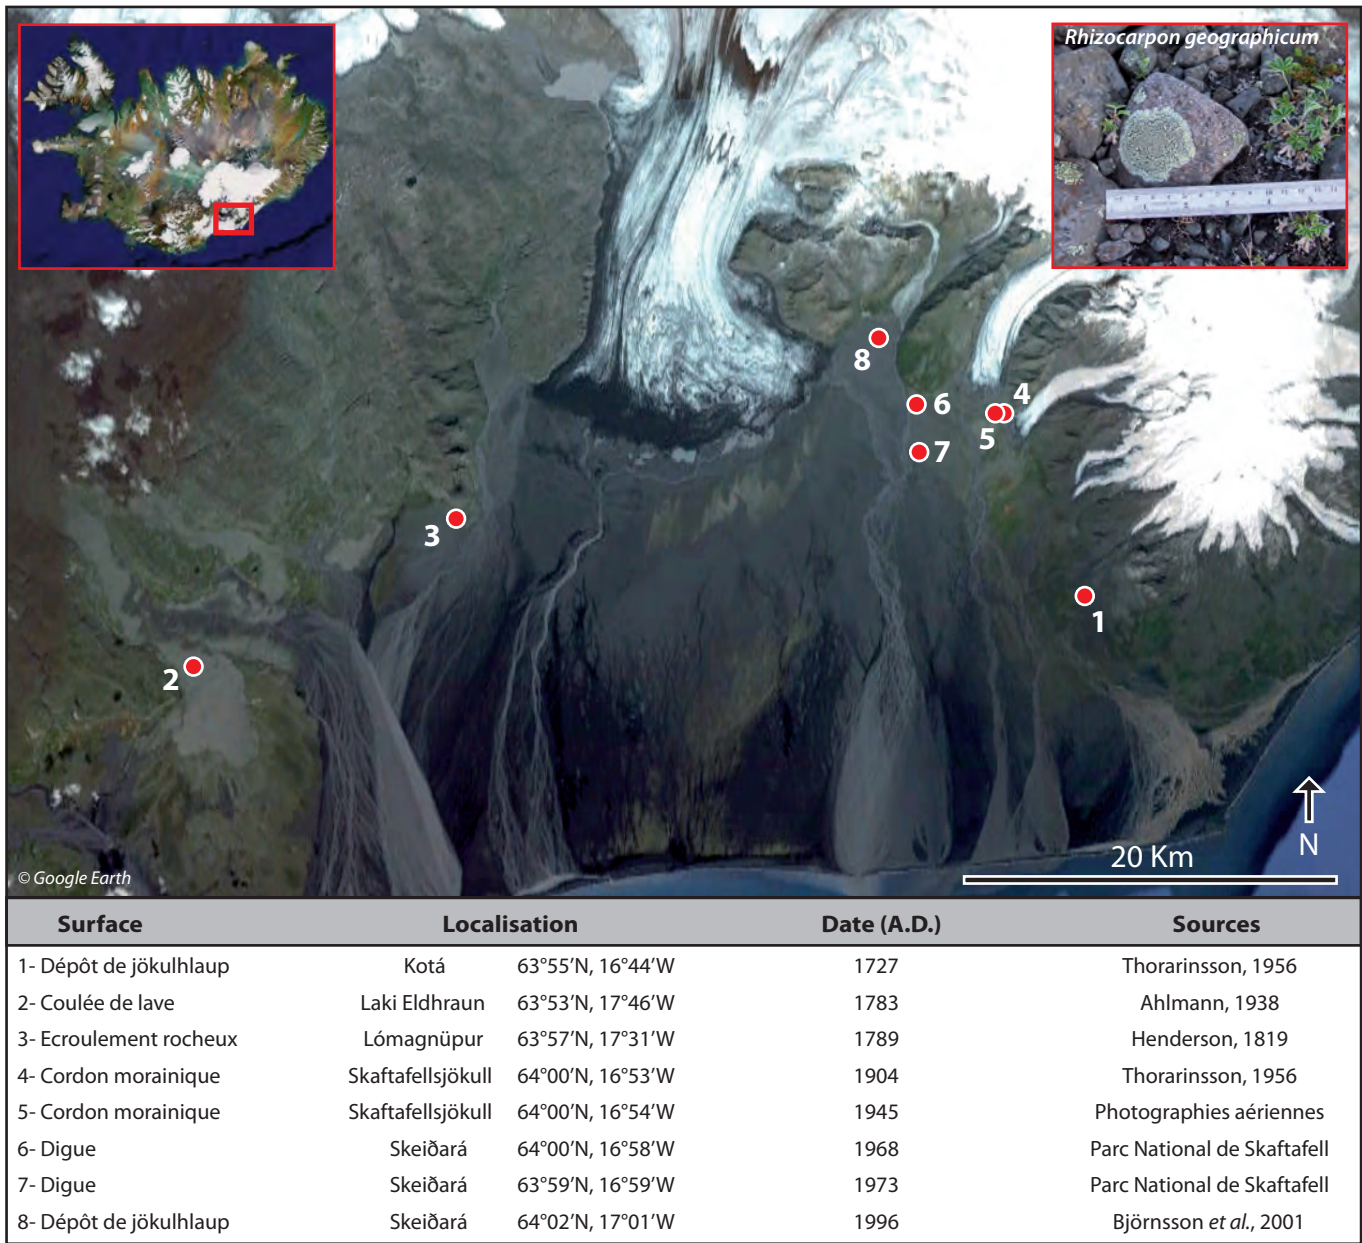 Rhizocarpon geographicum
8
6
4
5
7
3
1
2
20 Km
N
© Google Earth
Surface Localisation Date (A.D.) Sources
1- Dépôt de jökulhlaup Kotá 63°55'N, 16°44'W 1727 Thorarinsson, 1956
2- Coulée de lave Laki Eldhraun 63°53'N, 17°46'W 1783 Ahlmann, 1938
3- Ecroulement rocheux Lómagnüpur 63°57'N, 17°31'W 1789 Henderson, 1819
4- Cordon morainique Skaftafellsjökull 64°00'N, 16°53'W 1904 Thorarinsson, 1956
5- Cordon morainique Skaftafellsjökull 64°00'N, 16°54'W 1945 Photographies aériennes
6- Digue Skeiðará 64°00'N, 16°58'W 1968 Parc National de Skaftafell
7- Digue Skeiðará 63°59'N, 16°59'W 1973 Parc National de Skaftafell
8- Dépôt de jökulhlaup Skeiðará 64°02'N, 17°01'W 1996 Björnsson et al., 2001